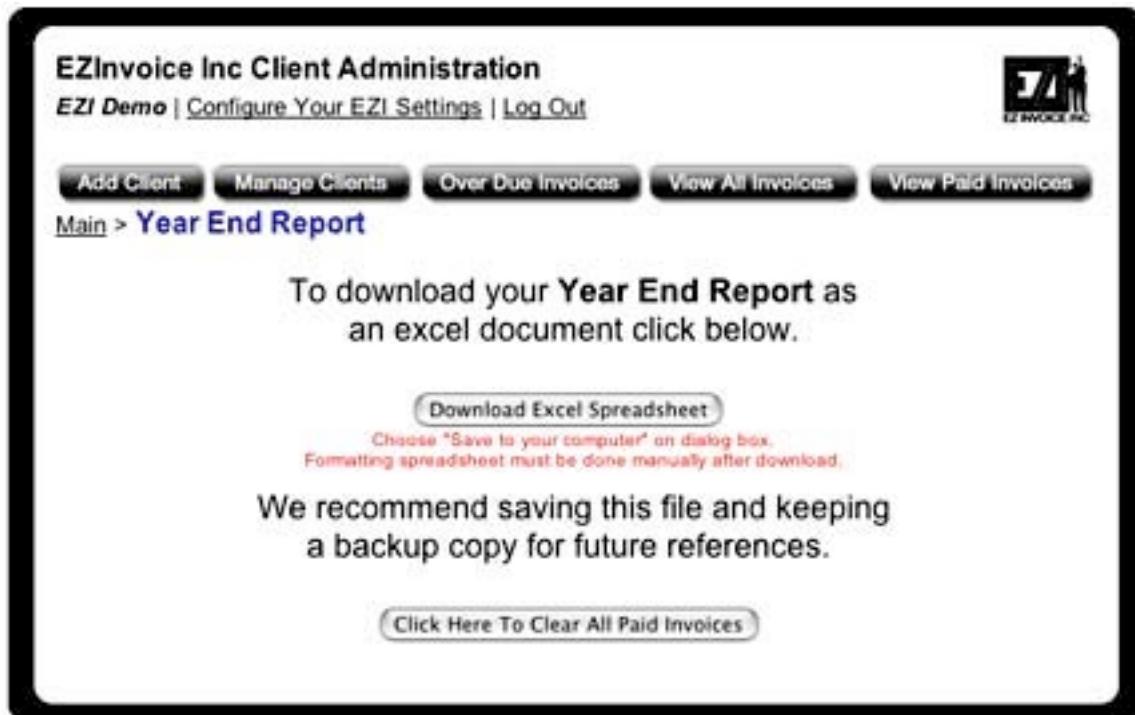 EZInvoice Inc Client Administration
EZI Demo | Configure Your EZI Settings | Log Out
EZI
EZ INVOICE INC
Add Client Manage Clients Over Due Invoices View All Invoices View Paid Invoices
Main > Year End Report
To download your Year End Report as
an excel document click below.
Download Excel Spreadsheet
Choose "Save to your computer" on dialog box.
Formatting spreadsheet must be done manually after download.
We recommend saving this file and keeping
a backup copy for future references.
Click Here To Clear All Paid Invoices